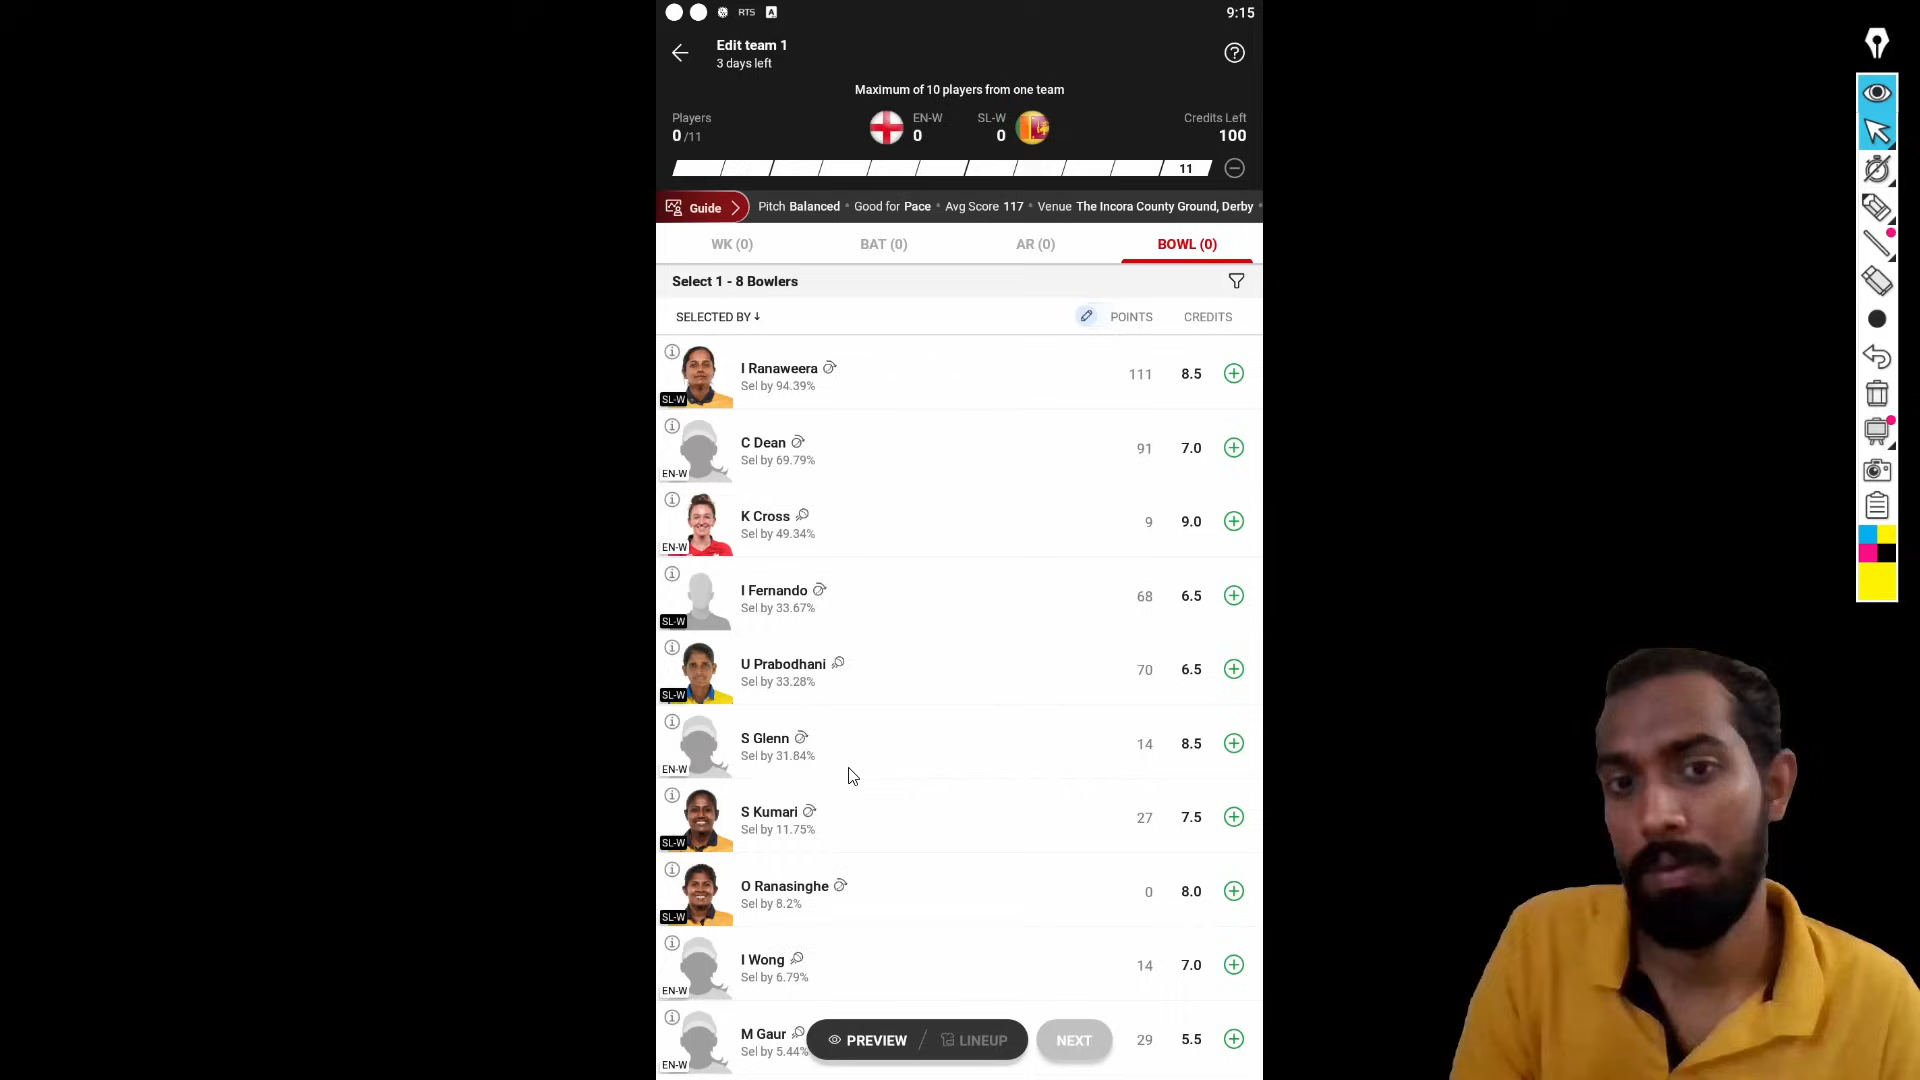 RTS A 9:15
Edit team 1
3 days left
Maximum of 10 players from one team
Players EN-W SL-W Credits Left
0 /11 0 0 100
11
Guide Pitch Balanced • Good for Pace • Avg Score 117 • Venue The Incora County Ground, Derby •
WK (0) BAT (0) AR (0) BOWL (0)
Select 1 - 8 Bowlers
SELECTED BY POINTS CREDITS
I Ranaweera 111 8.5
Sel by 94.39%
SL-W
C Dean 91 7.0
Sel by 69.79%
EN-W
K Cross 9 9.0
Sel by 49.34%
EN-W
I Fernando 68 6.5
Sel by 33.67%
SL-W
U Prabodhani 70 6.5
Sel by 33.28%
SL-W
S Glenn 14 8.5
Sel by 31.84%
EN-W
S Kumari 27 7.5
Sel by 11.75%
SL-W
O Ranasinghe 0 8.0
Sel by 8.2%
SL-W
I Wong 14 7.0
Sel by 6.79%
EN-W
M Gaur PREVIEW / LINEUP NEXT 29 5.5
Sel by 5.44%
EN-W